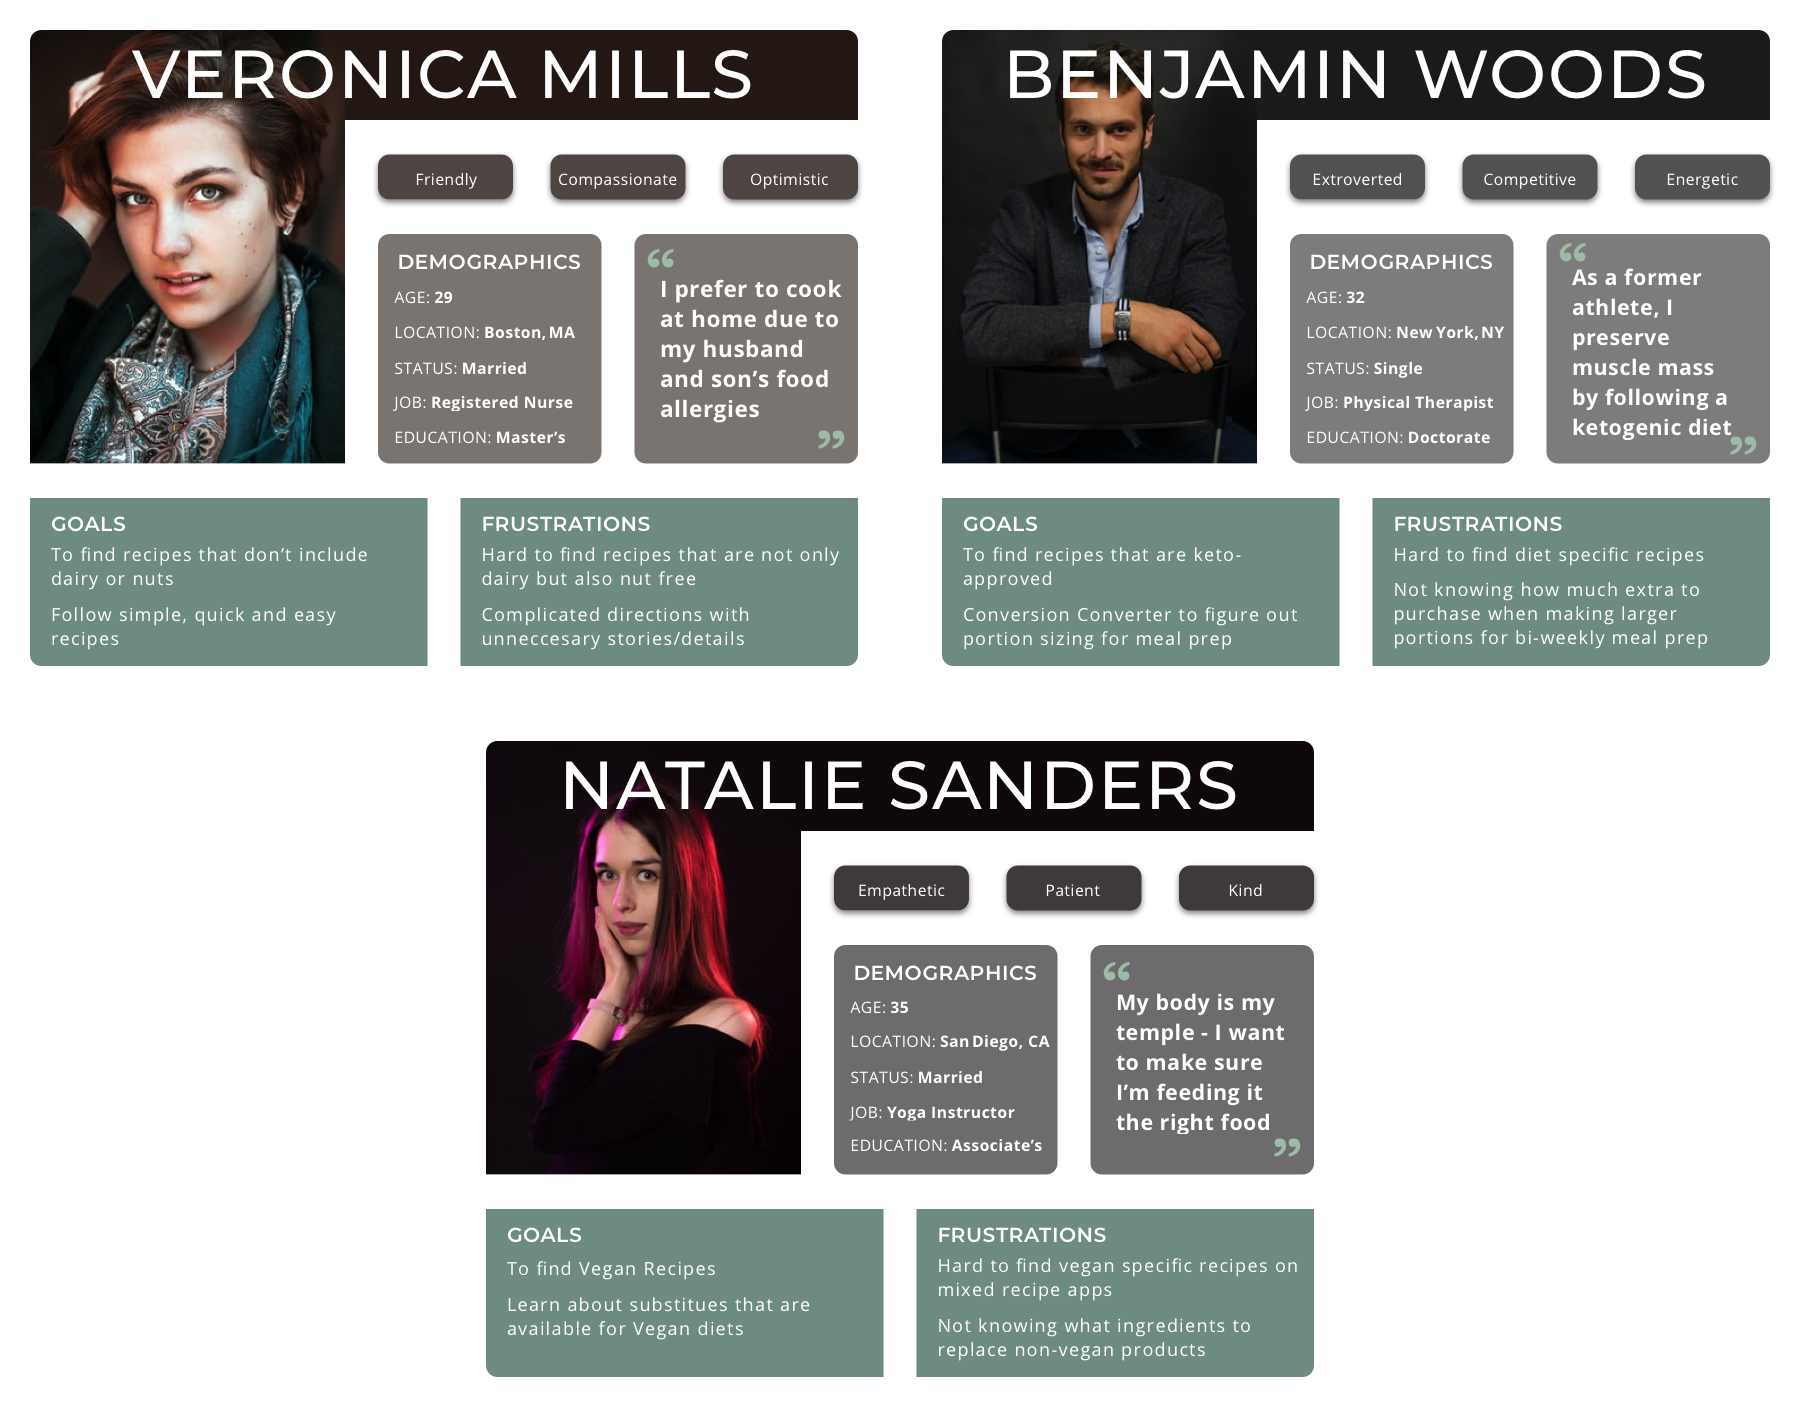 VERONICA MILLS
Friendly
Compassionate
Optimistic
DEMOGRAPHICS
AGE: 29
LOCATION: Boston, MA
STATUS: Married
JOB: Registered Nurse
EDUCATION: Master’s
“
I prefer to cook
at home due to
my husband
and son’s food
allergies
”
GOALS
To find recipes that don’t include
dairy or nuts
Follow simple, quick and easy
recipes
FRUSTRATIONS
Hard to find recipes that are not only
dairy but also nut free
Complicated directions with
unneccesary stories/details
BENJAMIN WOODS
Extroverted
Competitive
Energetic
DEMOGRAPHICS
AGE: 32
LOCATION: New York, NY
STATUS: Single
JOB: Physical Therapist
EDUCATION: Doctorate
“
As a former
athlete, I
preserve
muscle mass
by following a
ketogenic diet
”
GOALS
To find recipes that are keto-
approved
Conversion Converter to figure out
portion sizing for meal prep
FRUSTRATIONS
Hard to find diet specific recipes
Not knowing how much extra to
purchase when making larger
portions for bi-weekly meal prep
NATALIE SANDERS
Empathetic
Patient
Kind
DEMOGRAPHICS
AGE: 35
LOCATION: San Diego, CA
STATUS: Married
JOB: Yoga Instructor
EDUCATION: Associate’s
“
My body is my
temple - I want
to make sure
I’m feeding it
the right food
”
GOALS
To find Vegan Recipes
Learn about substitues that are
available for Vegan diets
FRUSTRATIONS
Hard to find vegan specific recipes on
mixed recipe apps
Not knowing what ingredients to
replace non-vegan products